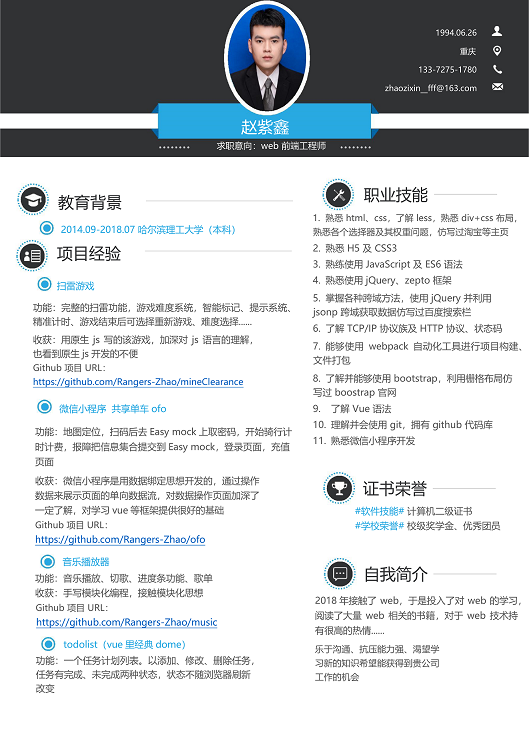 1994.06.26
重庆
133-7275-1780
zhaozixin__fff@163.com
赵紫鑫
求职意向：web 前端工程师
教育背景
2014.09-2018.07 哈尔滨理工大学（本科）
项目经验
扫雷游戏
功能：完整的扫雷功能，游戏难度系统，智能标记、提示系统、
精准计时、游戏结束后可选择重新游戏、难度选择......
收获：用原生 js 写的该游戏，加深对 js 语言的理解，
也看到原生 js 开发的不便
Github 项目 URL：
https://github.com/Rangers-Zhao/mineClearance
微信小程序 共享单车 ofo
功能：地图定位，扫码后去 Easy mock 上取密码，开始骑行计
时计费，报障把信息集合提交到 Easy mock，登录页面，充值
页面
收获：微信小程序是用数据绑定思想开发的，通过操作
数据来展示页面的单向数据流，对数据操作页面加深了
一定了解，对学习 vue 等框架提供很好的基础
Github 项目 URL：
https://github.com/Rangers-Zhao/ofo
音乐播放器
功能：音乐播放、切歌、进度条功能、歌单
收获：手写模块化编程，接触模块化思想
Github 项目 URL：
https://github.com/Rangers-Zhao/music
todolist（vue 里经典 dome）
功能：一个任务计划列表。以添加、修改、删除任务，
任务有完成、未完成两种状态，状态不随浏览器刷新
改变
职业技能
1. 熟悉 html、css，了解 less，熟悉 div+css 布局，
熟悉各个选择器及其权重问题，仿写过淘宝等主页
2. 熟悉 H5 及 CSS3
3. 熟练使用 JavaScript 及 ES6 语法
4. 熟悉使用 jQuery、zepto 框架
5. 掌握各种跨域方法，使用 jQuery 并利用
jsonp 跨域获取数据仿写过百度搜索栏
6. 了解 TCP/IP 协议族及 HTTP 协议、状态码
7. 能够使用 webpack 自动化工具进行项目构建、
文件打包
8. 了解并能够使用 bootstrap，利用栅格布局仿
写过 boostrap 官网
9. 了解 Vue 语法
10. 理解并会使用 git，拥有 github 代码库
11. 熟悉微信小程序开发
证书荣誉
#软件技能# 计算机二级证书
#学校荣誉# 校级奖学金、优秀团员
自我简介
2018 年接触了 web，于是投入了对 web 的学习，
阅读了大量 web 相关的书籍，对于 web 技术持
有很高的热情......
乐于沟通、抗压能力强、渴望学
习新的知识希望能获得到贵公司
工作的机会